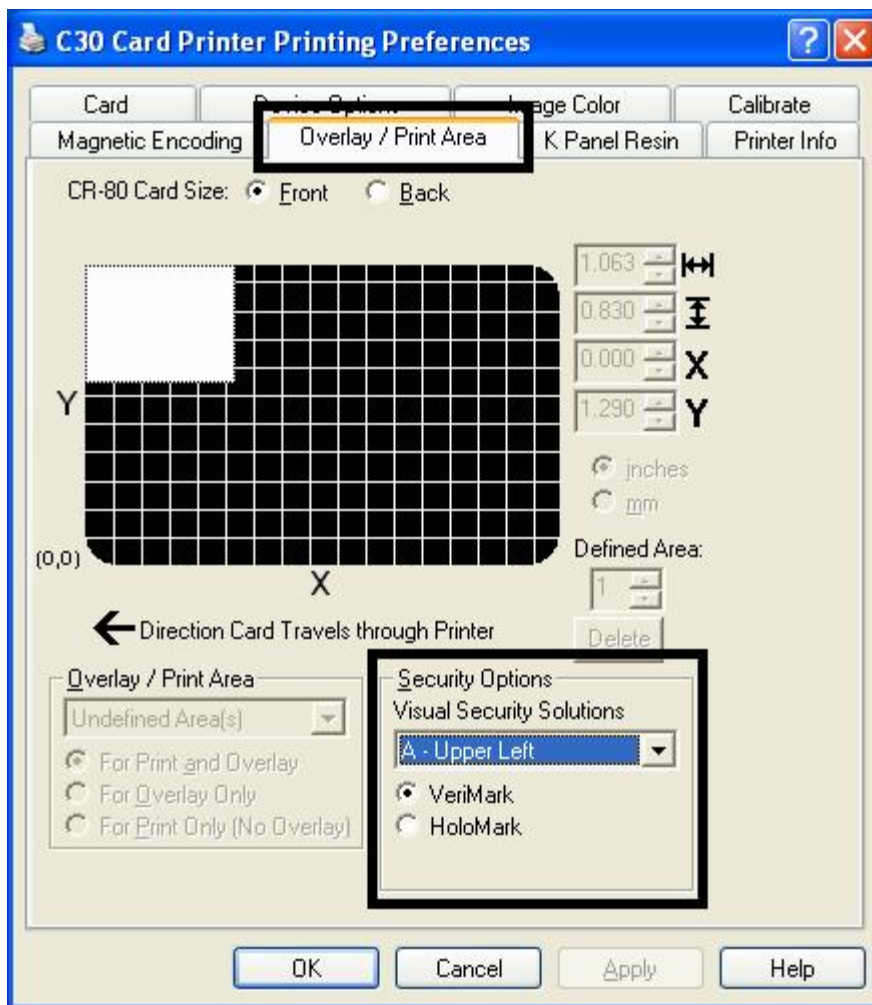 C30 Card Printer Printing Preferences
Card
Device Options
Image Color
Calibrate
Magnetic Encoding
Overlay / Print Area
K Panel Resin
Printer Info
CR-80 Card Size:
Front
Back
1.063
0.830
0.000
X
1.290
Y
Y
inches
mm
(0,0)
X
Defined Area:
1
Direction Card Travels through Printer
Delete
Overlay / Print Area
Undefined Area(s)
For Print and Overlay
For Overlay Only
For Print Only (No Overlay)
Security Options
Visual Security Solutions
A - Upper Left
VeriMark
HoloMark
OK
Cancel
Apply
Help